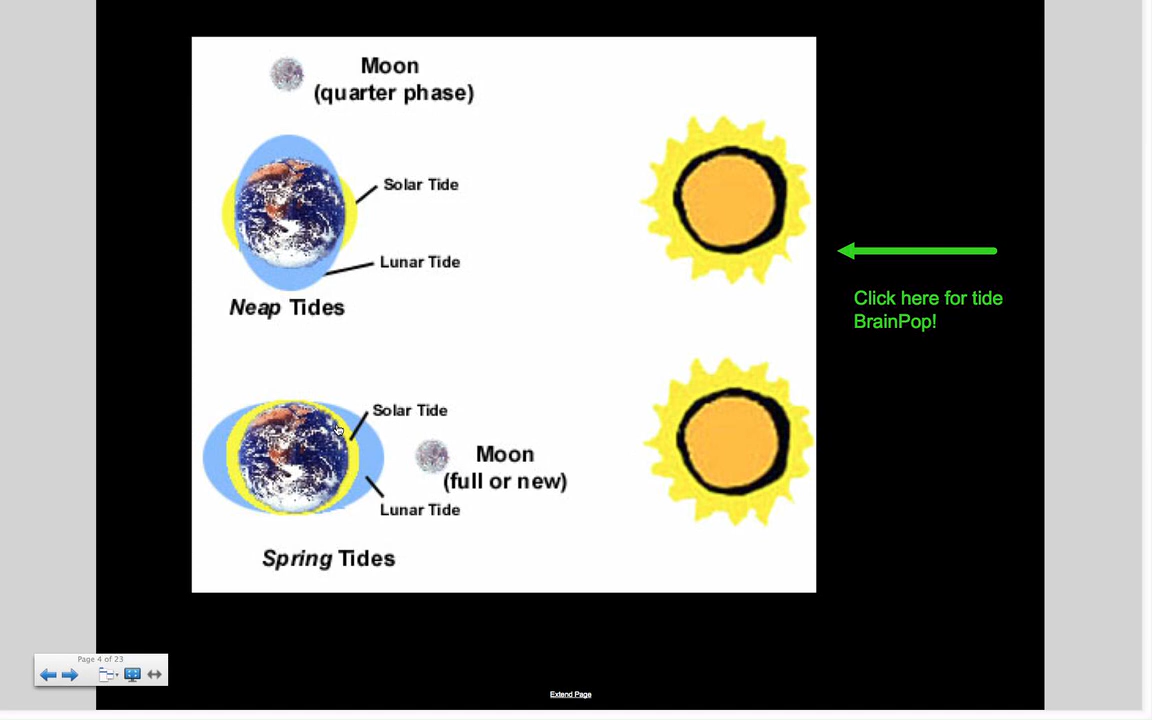 Moon
(quarter phase)
Solar Tide
Lunar Tide
Neap Tides
Click here for tide
BrainPop!
Solar Tide
Moon
(full or new)
Lunar Tide
Spring Tides
Page 4 of 23
Extend Page